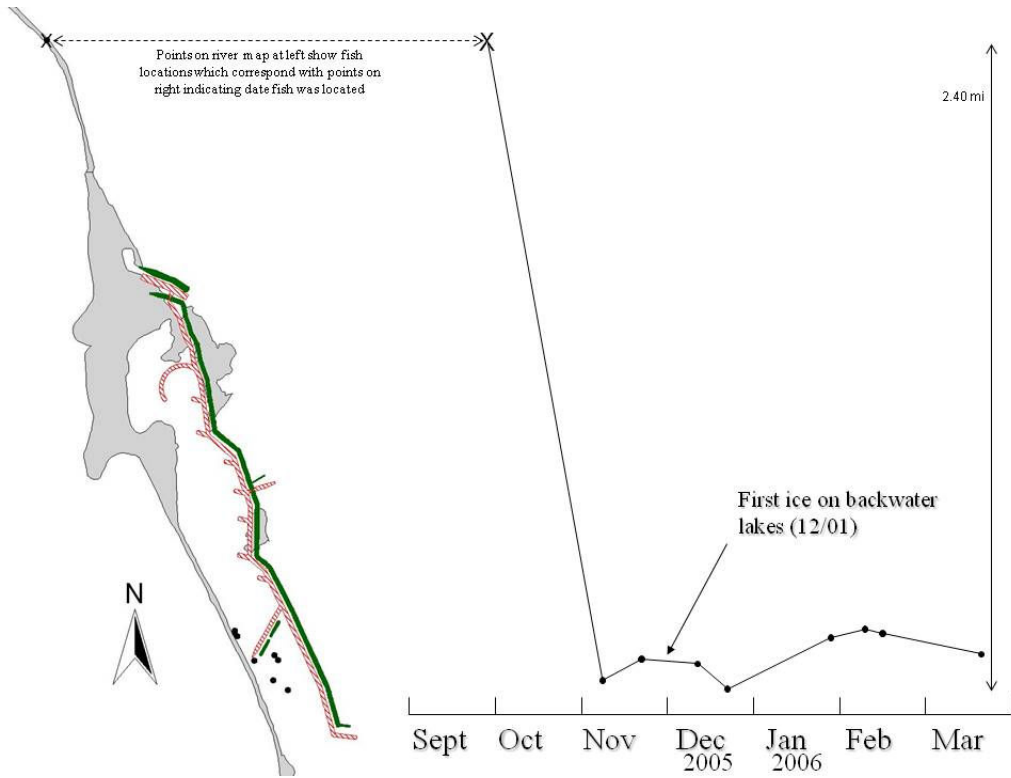 X
X
Points on river map at left show fish
locations which correspond with points on
right indicating date fish was located
2.40 mi
First ice on backwater
lakes (12/01)
N
Sept Oct Nov Dec Jan Feb Mar
2005 2006